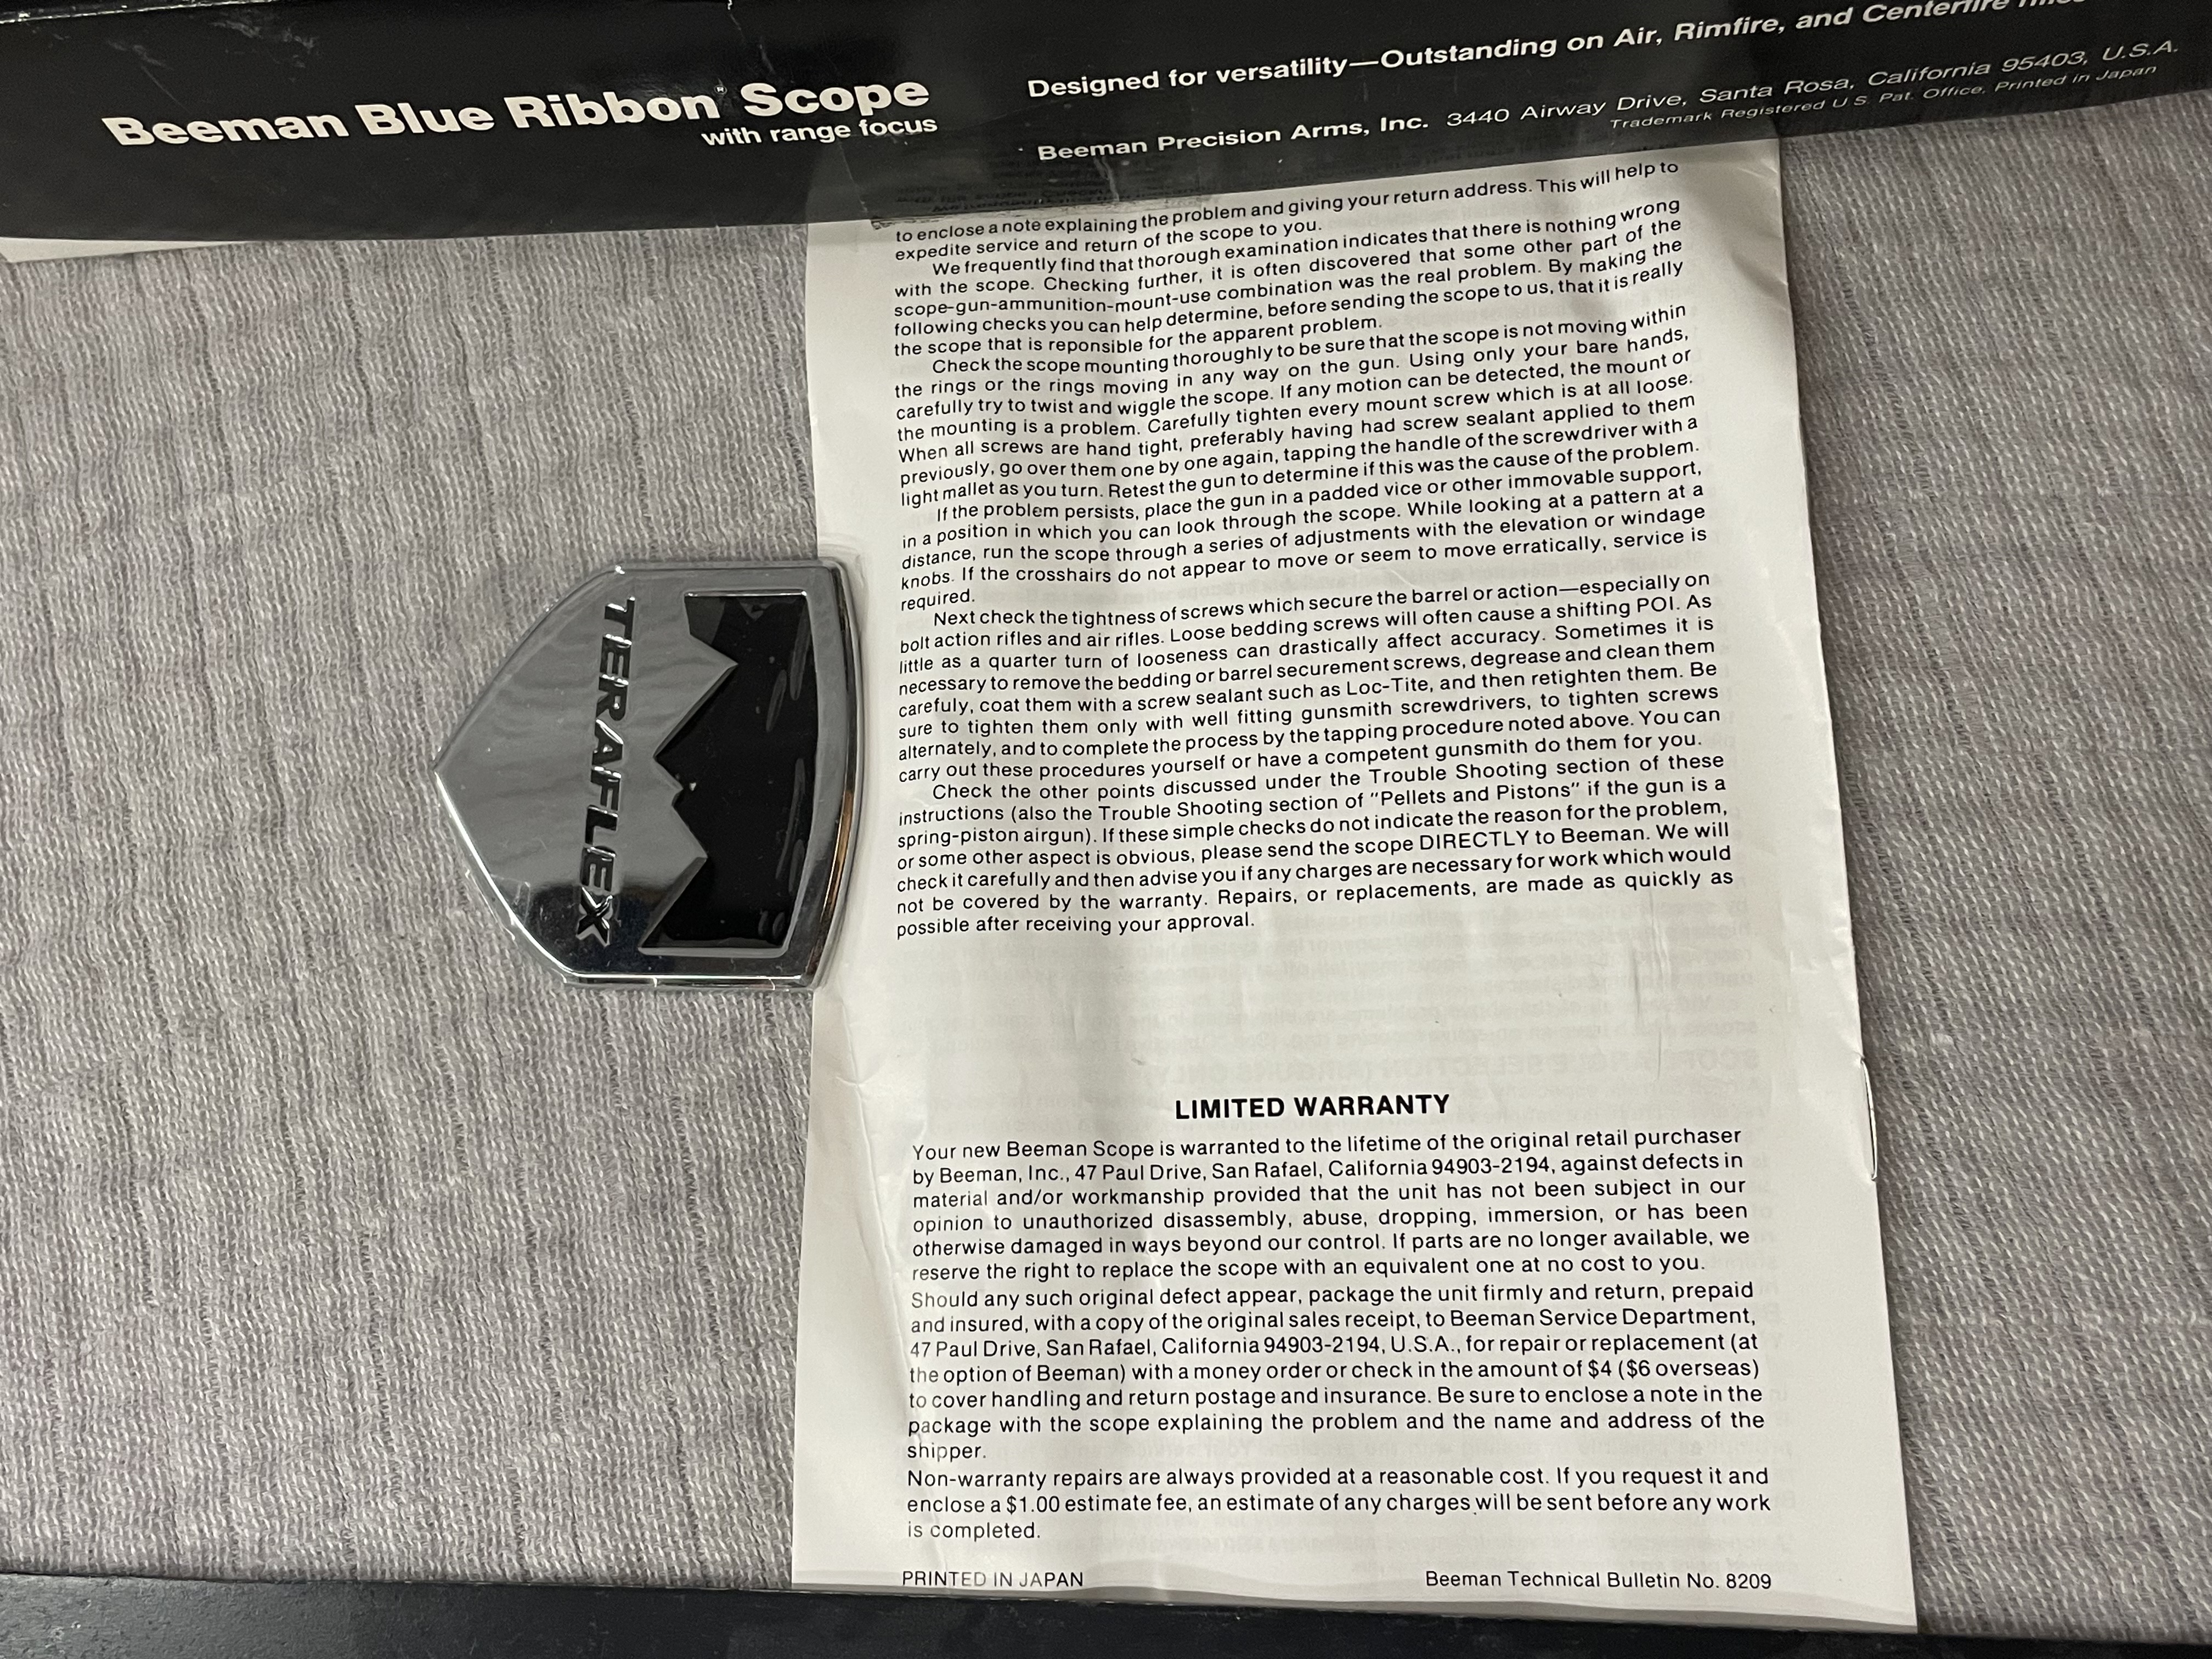 Beeman Blue Ribbon® Scope
with range focus
Designed for versatility—Outstanding on Air, Rimfire, and Centerfire
Beeman Precision Arms, Inc. 3440 Airway Drive, Santa Rosa, California 95403, U.S.A.
Trademark Registered U.S. Pat. Office, Printed in Japan
to enclose a note explaining the problem and giving your return address. This will help to
expedite service and return of the scope to you.
We frequently find that thorough examination indicates that there is nothing wrong
with the scope. Checking further, it is often discovered that some other part of the
scope-gun-ammunition-mount-use combination was the real problem. By making the
following checks you can help determine, before sending the scope to us, that it is really
the scope that is reponsible for the apparent problem.
Check the scope mounting thoroughly to be sure that the scope is not moving within
the rings or the rings moving in any way on the gun. Using only your bare hands,
carefully try to twist and wiggle the scope. If any motion can be detected, the mount or
the mounting is a problem. Carefully tighten every mount screw which is at all loose.
When all screws are hand tight, preferably having had screw sealant applied to them
previously, go over them one by one again, tapping the handle of the screwdriver with a
light mallet as you turn. Retest the gun to determine if this was the cause of the problem.
If the problem persists, place the gun in a padded vice or other immovable support,
in a position in which you can look through the scope. While looking at a pattern at a
distance, run the scope through a series of adjustments with the elevation or windage
knobs. If the crosshairs do not appear to move or seem to move erratically, service is
required.
Next check the tightness of screws which secure the barrel or action—especially on
bolt action rifles and air rifles. Loose bedding screws will often cause a shifting POI. As
little as a quarter turn of looseness can drastically affect accuracy. Sometimes it is
necessary to remove the bedding or barrel securement screws, degrease and clean them
carefuly, coat them with a screw sealant such as Loc-Tite, and then retighten them. Be
sure to tighten them only with well fitting gunsmith screwdrivers, to tighten screws
alternately, and to complete the process by the tapping procedure noted above. You can
carry out these procedures yourself or have a competent gunsmith do them for you.
Check the other points discussed under the Trouble Shooting section of these
instructions (also the Trouble Shooting section of "Pellets and Pistons" if the gun is a
spring-piston airgun). If these simple checks do not indicate the reason for the problem,
or some other aspect is obvious, please send the scope DIRECTLY to Beeman. We will
check it carefully and then advise you if any charges are necessary for work which would
not be covered by the warranty. Repairs, or replacements, are made as quickly as
possible after receiving your approval.
TERAFLEX
LIMITED WARRANTY
Your new Beeman Scope is warranted to the lifetime of the original retail purchaser
by Beeman, Inc., 47 Paul Drive, San Rafael, California 94903-2194, against defects in
material and/or workmanship provided that the unit has not been subject in our
opinion to unauthorized disassembly, abuse, dropping, immersion, or has been
otherwise damaged in ways beyond our control. If parts are no longer available, we
reserve the right to replace the scope with an equivalent one at no cost to you.
Should any such original defect appear, package the unit firmly and return, prepaid
and insured, with a copy of the original sales receipt, to Beeman Service Department,
47 Paul Drive, San Rafael, California 94903-2194, U.S.A., for repair or replacement (at
the option of Beeman) with a money order or check in the amount of $4 ($6 overseas)
to cover handling and return postage and insurance. Be sure to enclose a note in the
package with the scope explaining the problem and the name and address of the
shipper.
Non-warranty repairs are always provided at a reasonable cost. If you request it and
enclose a $1.00 estimate fee, an estimate of any charges will be sent before any work
is completed.
PRINTED IN JAPAN
Beeman Technical Bulletin No. 8209